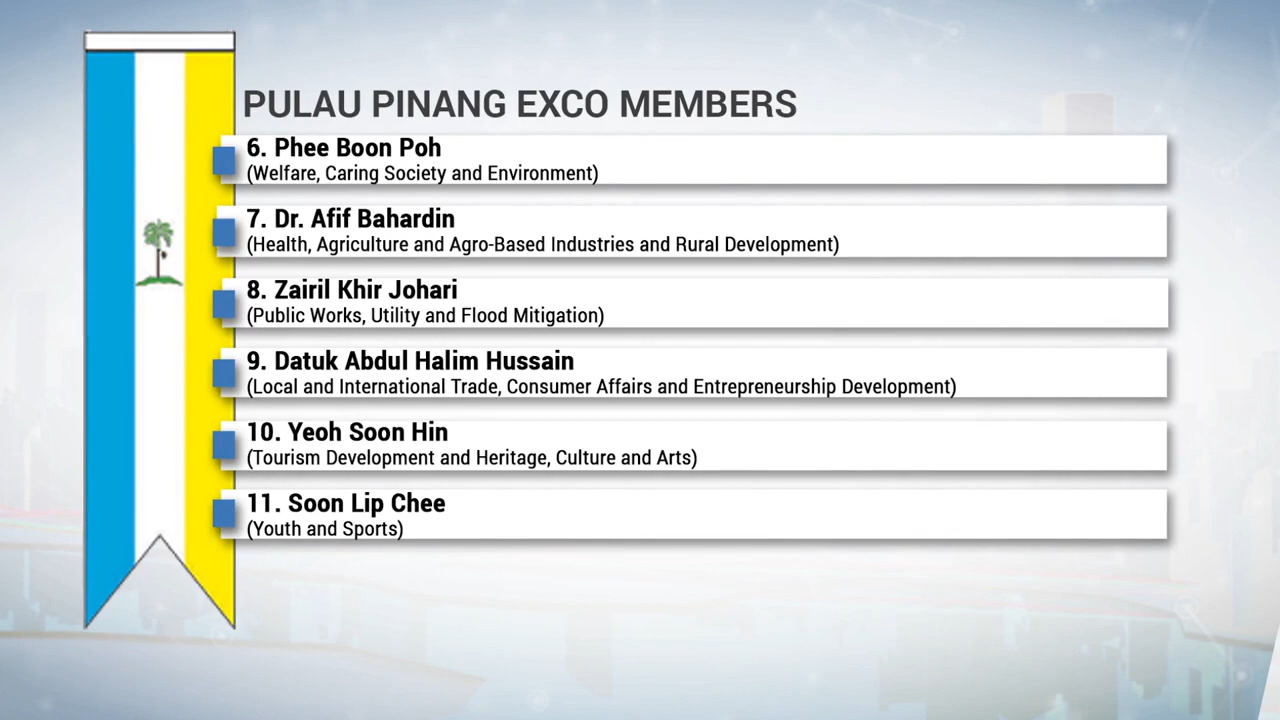 PULAU PINANG EXCO MEMBERS
6. Phee Boon Poh
(Welfare, Caring Society and Environment)
7. Dr. Afif Bahardin
(Health, Agriculture and Agro-Based Industries and Rural Development)
8. Zairil Khir Johari
(Public Works, Utility and Flood Mitigation)
9. Datuk Abdul Halim Hussain
(Local and International Trade, Consumer Affairs and Entrepreneurship Development)
10. Yeoh Soon Hin
(Tourism Development and Heritage, Culture and Arts)
11. Soon Lip Chee
(Youth and Sports)